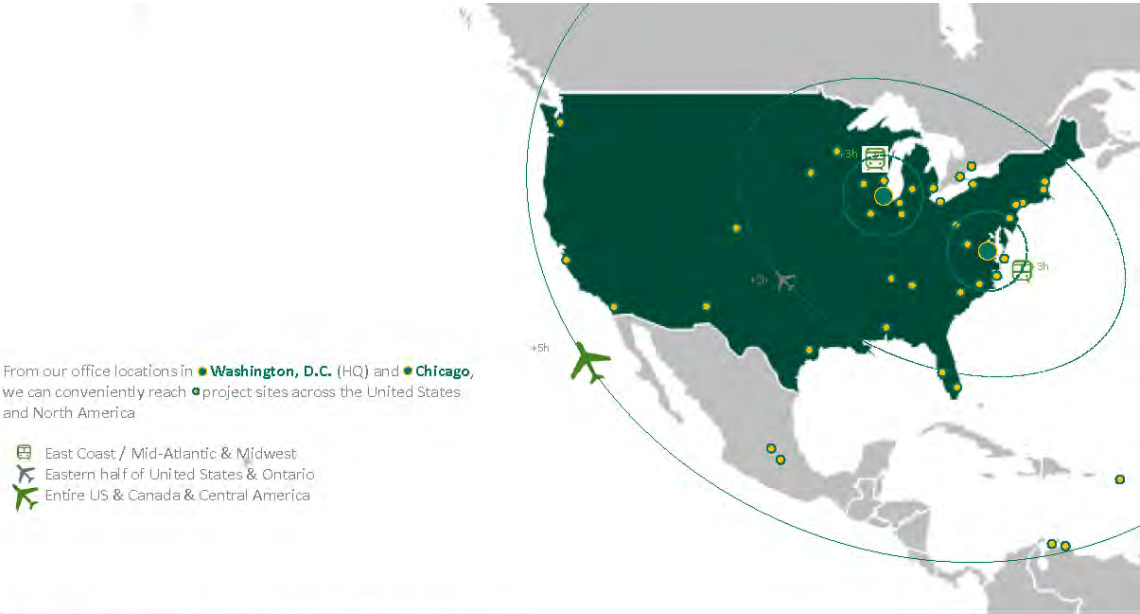 +3h
+3h
+5h
From our office locations in Washington, D.C. (HQ) and Chicago,
we can conveniently reach project sites across the United States
and North America
East Coast / Mid-Atlantic & Midwest
Eastern half of United States & Ontario
Entire US & Canada & Central America